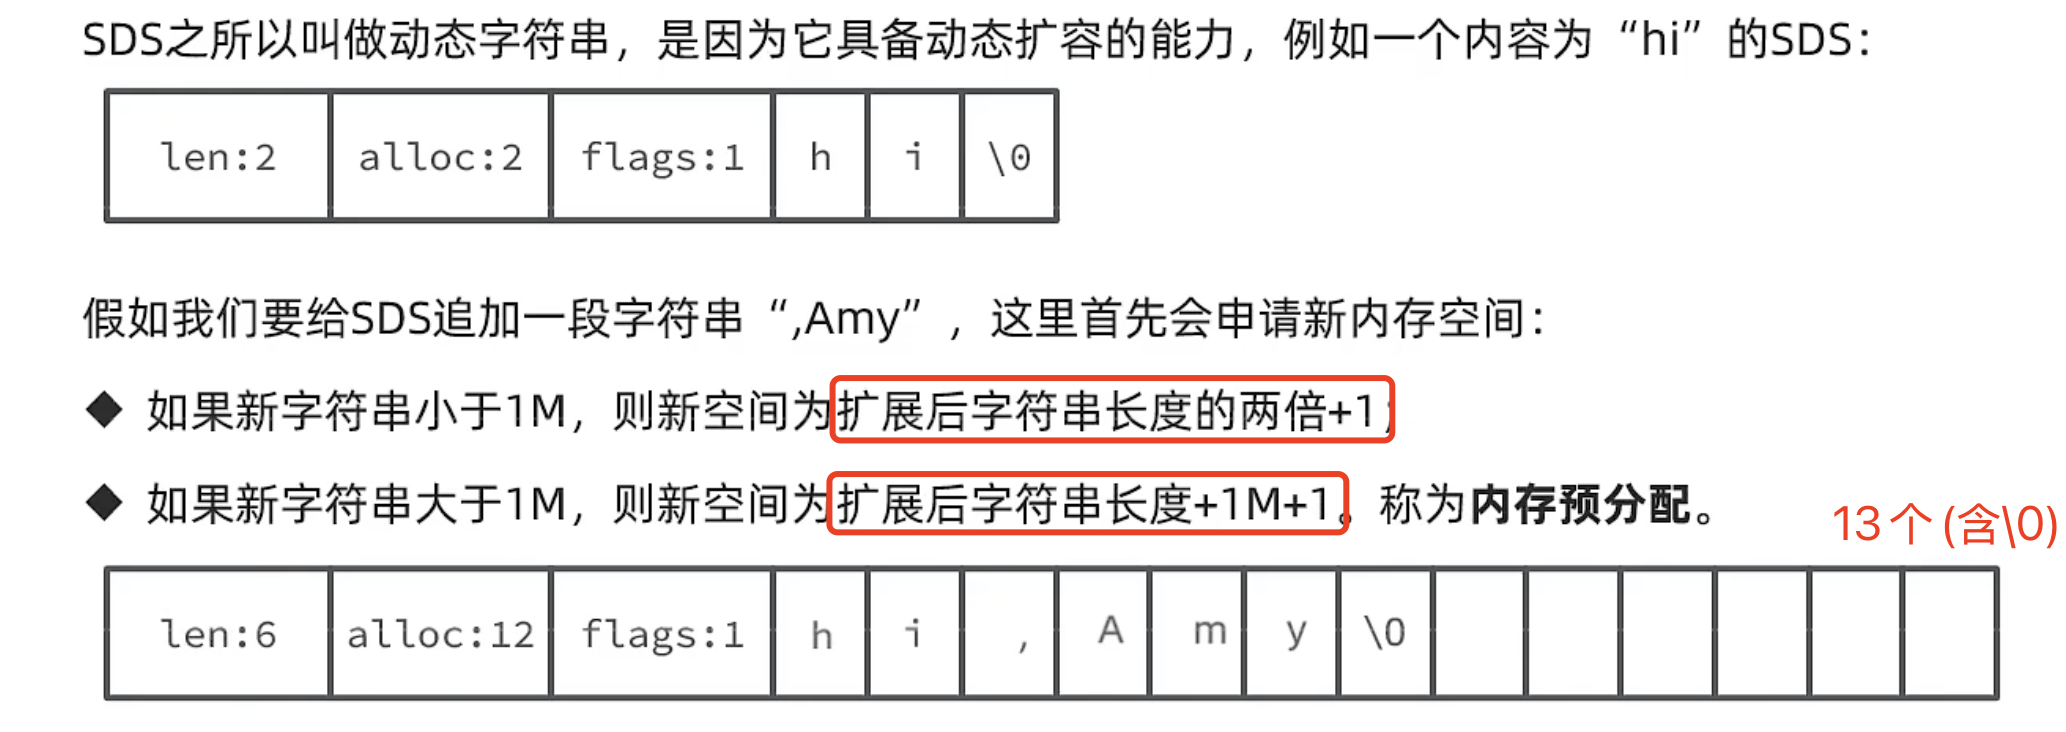 SDS之所以叫做动态字符串，是因为它具备动态扩容的能力，例如一个内容为“hi”的SDS：
len:2 alloc:2 flags:1 h i \0
假如我们要给SDS追加一段字符串“,Amy”，这里首先会申请新内存空间：
◆ 如果新字符串小于1M，则新空间为扩展后字符串长度的两倍+1；
◆ 如果新字符串大于1M，则新空间为扩展后字符串长度+1M+1。称为内存预分配。
13个(含\0)
len:6 alloc:12 flags:1 h i , A m y \0